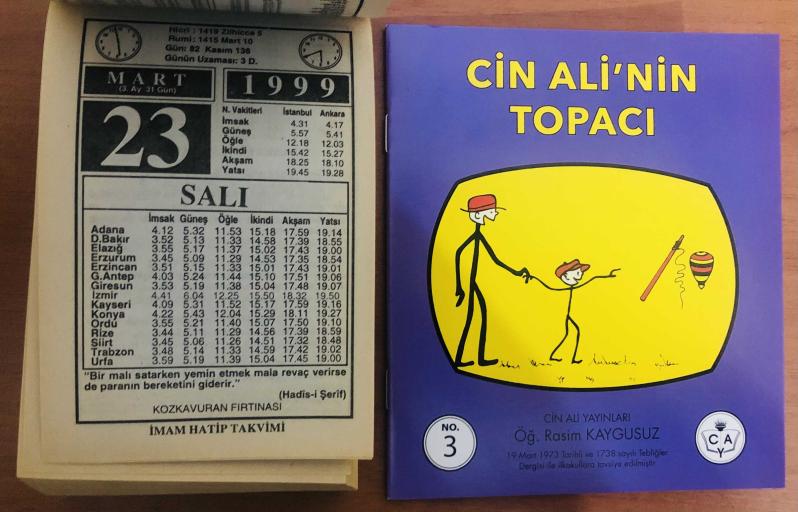 Hicri : 1419 Zilhicce 5
Rumi: 1415 Mart 10
Gün: 82 Kasım 136
Günün Uzaması: 3 D.
MART
(3. Ay 31 Gün)
1999
23
N. Vakitleri İstanbul Ankara
İmsak 4.31 4.17
Güneş 5.57 5.41
Öğle 12.18 12.03
İkindi 15.42 15.27
Akşam 18.25 18.10
Yatsı 19.45 19.28
SALI
İmsak Güneş Öğle İkindi Akşam Yatsı
Adana 4.12 5.32 11.53 15.18 17.59 19.14
D.Bakır 3.52 5.13 11.33 14.58 17.39 18.55
Elazığ 3.55 5.17 11.37 15.02 17.43 19.00
Erzurum 3.45 5.09 11.29 14.53 17.35 18.54
Erzincan 3.51 5.15 11.33 15.01 17.43 19.01
G.Antep 4.03 5.24 11.44 15.10 17.51 19.06
Giresun 3.53 5.19 11.38 15.04 17.48 19.07
İzmir 4.41 6.04 12.25 15.50 18.32 19.50
Kayseri 4.09 5.31 11.52 15.17 17.59 19.16
Konya 4.22 5.43 12.04 15.29 18.11 19.27
Ordu 3.55 5.21 11.40 15.07 17.50 19.10
Rize 3.44 5.11 11.29 14.56 17.39 18.59
Siirt 3.45 5.06 11.26 14.51 17.32 18.48
Trabzon 3.48 5.14 11.33 14.59 17.42 19.02
Urfa 3.59 5.19 11.39 15.04 17.45 19.00
"Bir malı satarken yemin etmek mala revaç verirse
de paranın bereketini giderir."
(Hadis-i Şerif)
KOZKAVURAN FIRTINASI
İMAM HATİP TAKVİMİ
CİN ALİ'NİN
TOPACI
NO.
3
CİN ALİ YAYINLARI
Öğ. Rasim KAYGUSUZ
19 Mart 1973 Tarihli ve 1738 sayılı Tebliğler
Dergisi ile ilkokullara tavsiye edilmiştir
C A
Y